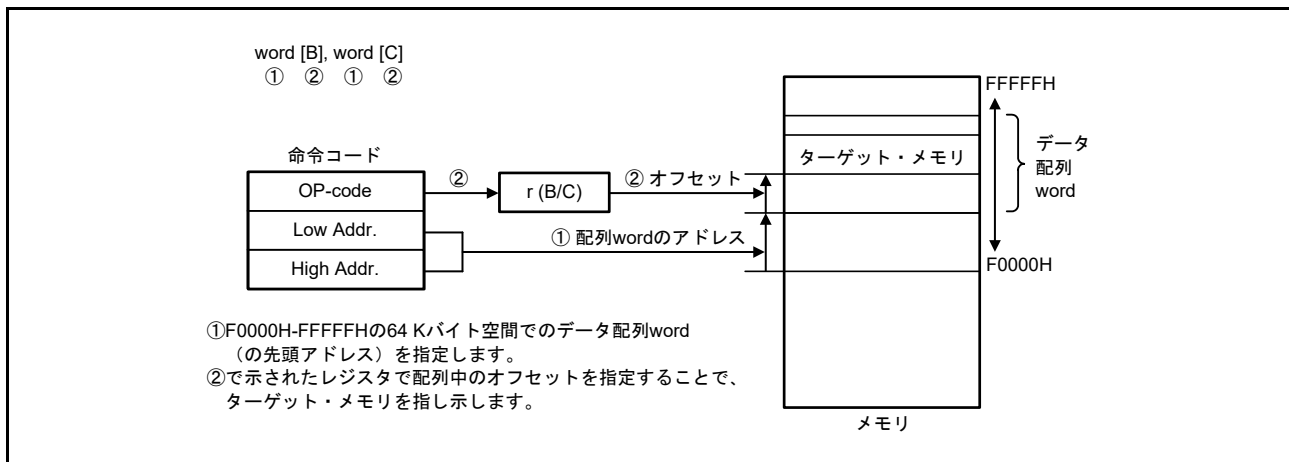 word [B], word [C]
① ② ① ②
命令コード
OP-code
Low Addr.
High Addr.
②
r (B/C)
② オフセット
① 配列wordのアドレス
ターゲット・メモリ
FFFFFH
データ
配列
word
F0000H
メモリ
①F0000H-FFFFFHの64 Kバイト空間でのデータ配列word
（の先頭アドレス）を指定します。
②で示されたレジスタで配列中のオフセットを指定することで、
ターゲット・メモリを指し示します。